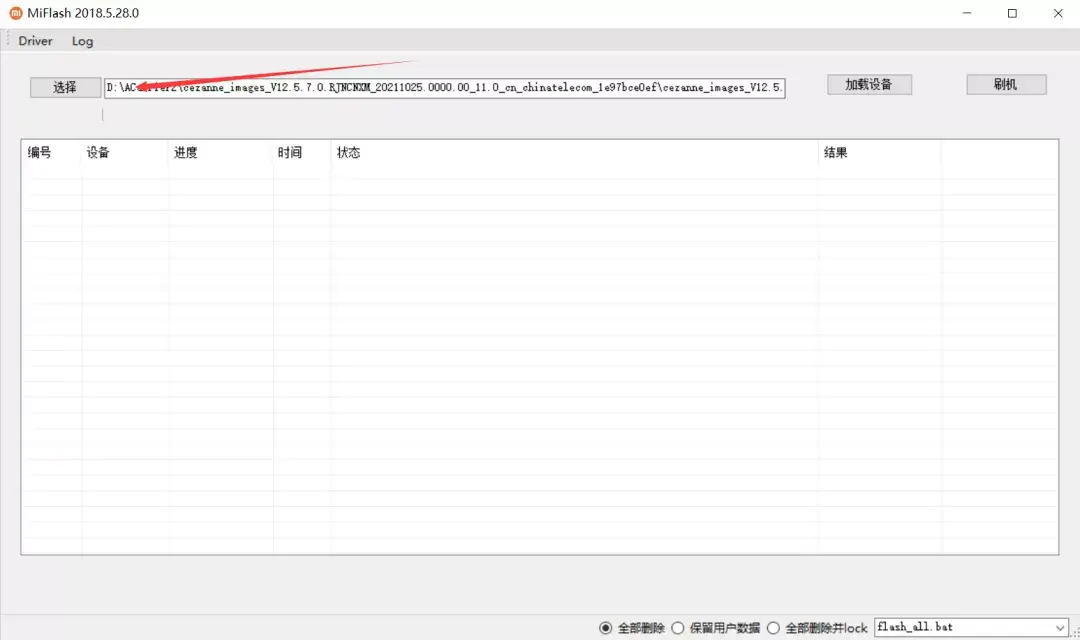 MiFlash 2018.5.28.0
Driver Log
选择 cezanne_images_V12.5.7.0.RJNCNXM_20211025.0000.00_11.0_cn_chinatelecom_1e97bce0ef\cezanne_images_V12.5. 加载设备 刷机
编号 设备 进度 时间 状态 结果
全部删除 保留用户数据 全部删除并lock flash_all.bat